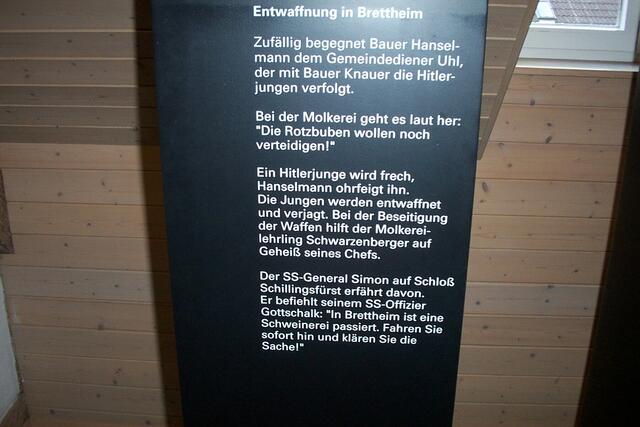 Entwaffnung in Brettheim
Zufällig begegnet Bauer Hansel-
mann dem Gemeindediener Uhl,
der mit Bauer Knauer die Hitler-
jungen verfolgt.
Bei der Molkerei geht es laut her:
"Die Rotzbuben wollen noch
verteidigen!"
Ein Hitlerjunge wird frech,
Hanselmann ohrfeigt ihn.
Die Jungen werden entwaffnet
und verjagt. Bei der Beseitigung
der Waffen hilft der Molkerei-
lehrling Schwarzenberger auf
Geheiß seines Chefs.
Der SS-General Simon auf Schloß
Schillingsfürst erfährt davon.
Er befiehlt seinem SS-Offizier
Gottschalk: "In Brettheim ist eine
Schweinerei passiert. Fahren Sie
sofort hin und klären Sie die
Sache!"